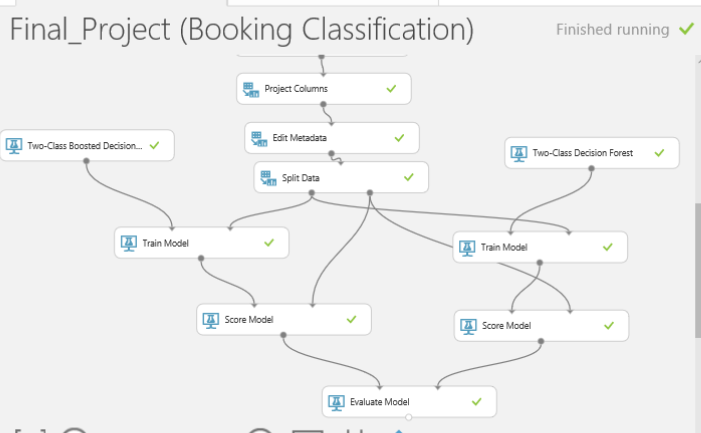 Final_Project (Booking Classification)
Finished running
Project Columns
Edit Metadata
Two-Class Boosted Decision...
Two-Class Decision Forest
Split Data
Train Model
Train Model
Score Model
Score Model
Evaluate Model